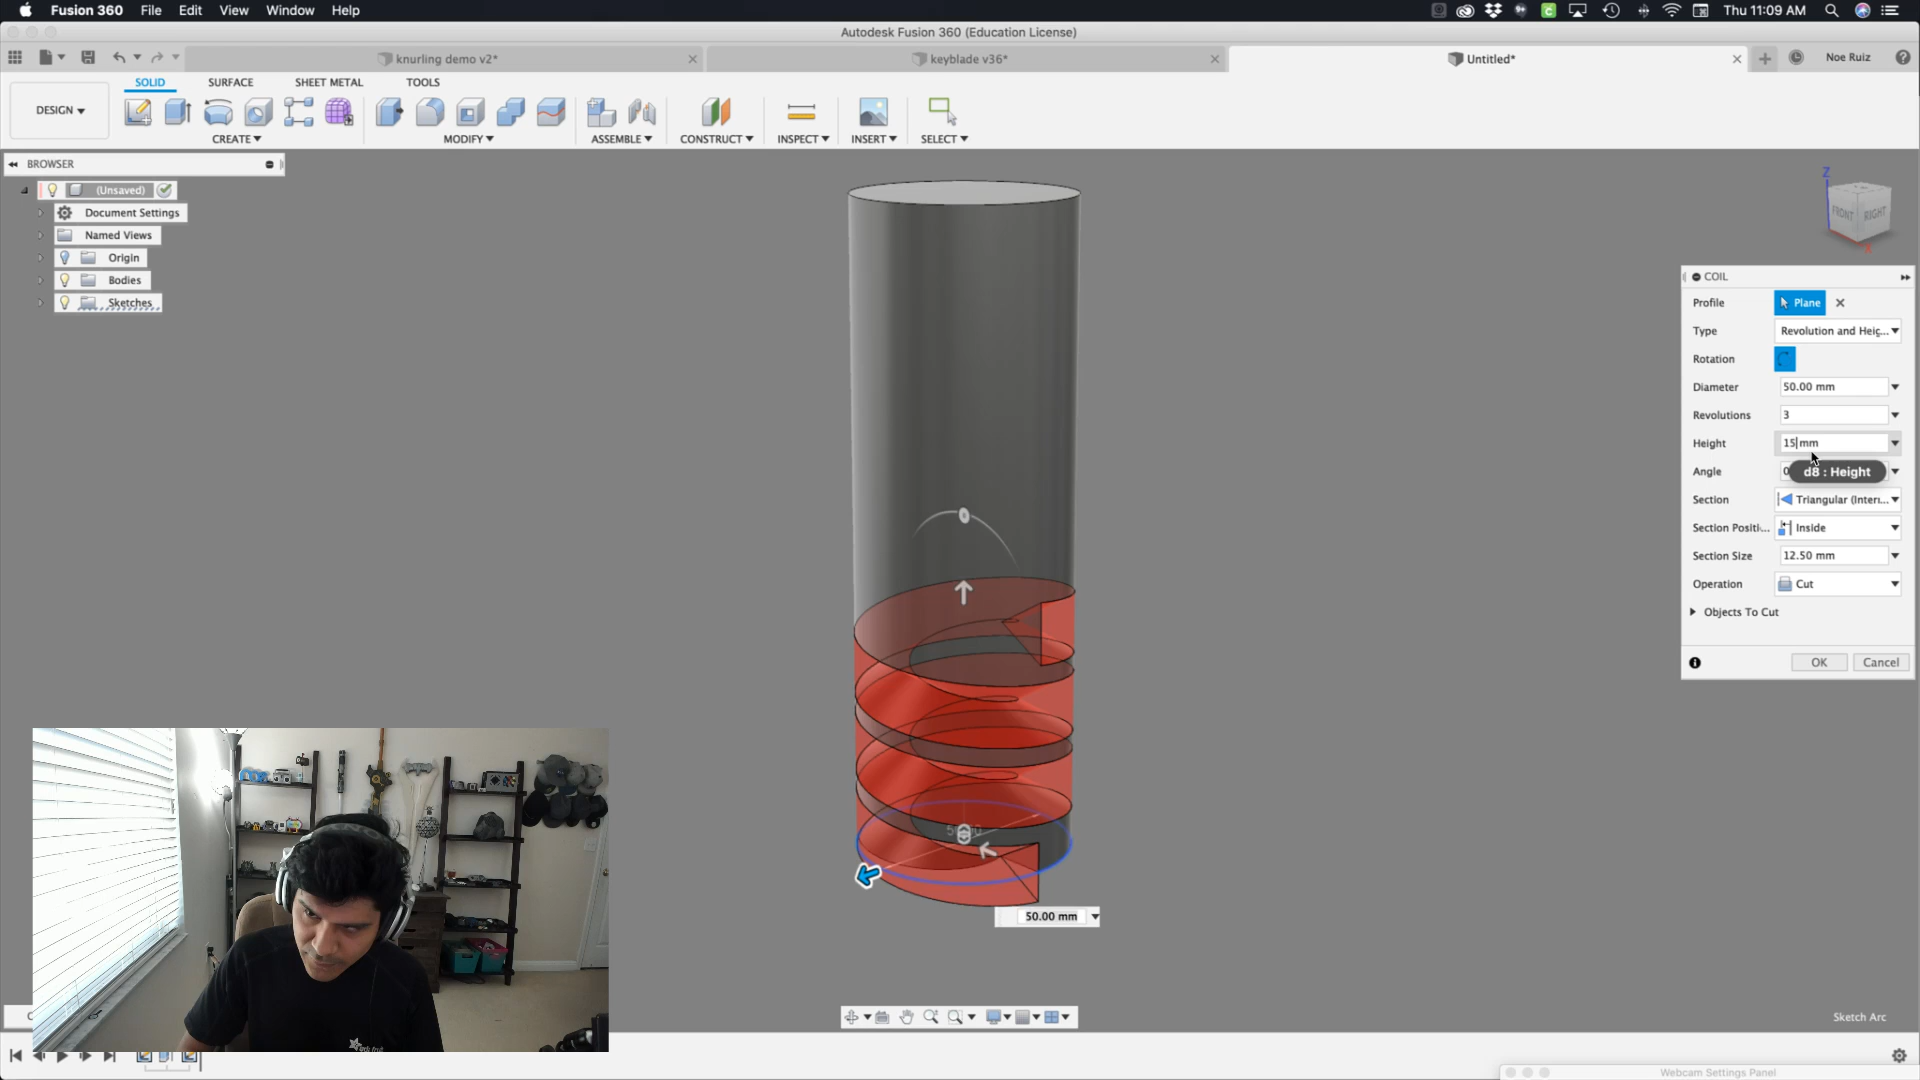 Fusion 360 File Edit View Window Help Thu 11:09 AM
Autodesk Fusion 360 (Education License)
knurling demo v2* keyblade v36* Untitled* Noe Ruiz
SOLID SURFACE SHEET METAL TOOLS
DESIGN
CREATE MODIFY ASSEMBLE CONSTRUCT INSPECT INSERT SELECT
BROWSER
(Unsaved)
Document Settings
Named Views
Origin
Bodies
Sketches
Z
FRONT RIGHT
X
COIL
Profile Plane
Type Revolution and Heig...
Rotation
Diameter 50.00 mm
Revolutions 3
Height 15 mm
Angle 0 d8 : Height
Section Triangular (Intern...
Section Positi... Inside
Section Size 12.50 mm
Operation Cut
Objects To Cut
OK Cancel
50.00 mm
Sketch Arc
Webcam Settings Panel